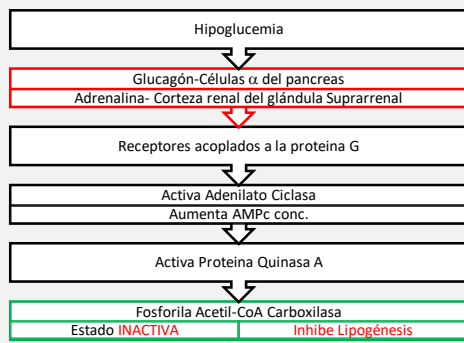 Hipoglucemia
Glucagón-Células α del pancreas
Adrenalina- Corteza renal del glándula Suprarrenal
Receptores acoplados a la proteina G
Activa Adenilato Ciclasa
Aumenta AMPc conc.
Activa Proteina Quinasa A
Fosforila Acetil-CoA Carboxilasa
Estado INACTIVA
Inhibe Lipogénesis